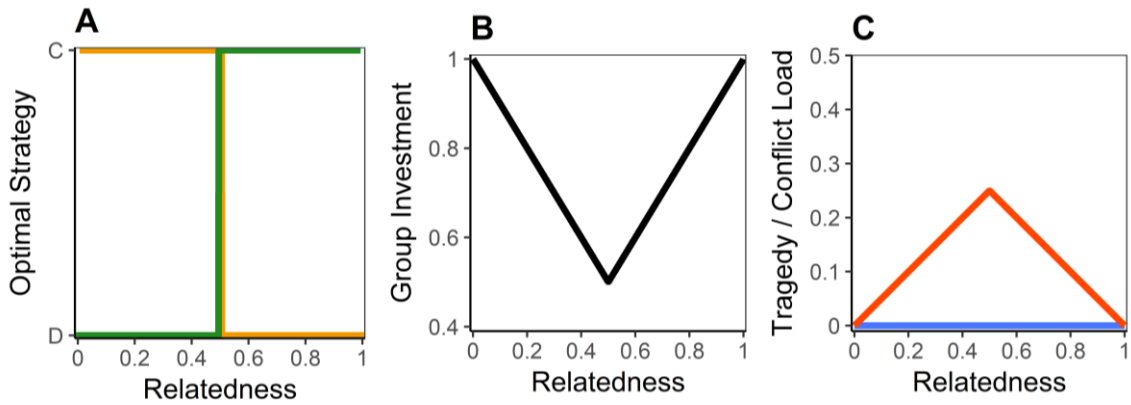 A
Optimal Strategy
C
D
0
0.2
0.4
0.6
0.8
1
Relatedness
B
Group Investment
1
0.8
0.6
0.4
0
0.2
0.4
0.6
0.8
1
Relatedness
C
Tragedy / Conflict Load
0.5
0.4
0.3
0.2
0.1
0
0
0.2
0.4
0.6
0.8
1
Relatedness